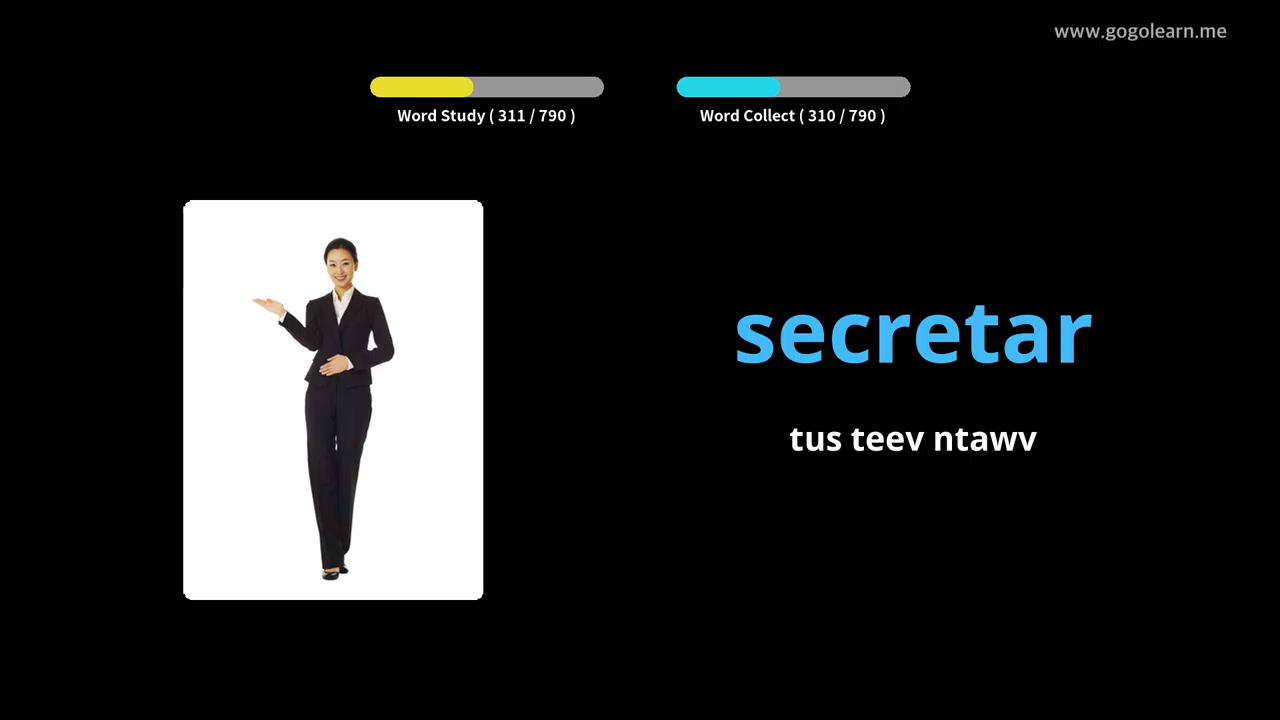 www.gogolearn.me
Word Study ( 311 / 790 )
Word Collect ( 310 / 790 )
secretar
tus teev ntawv